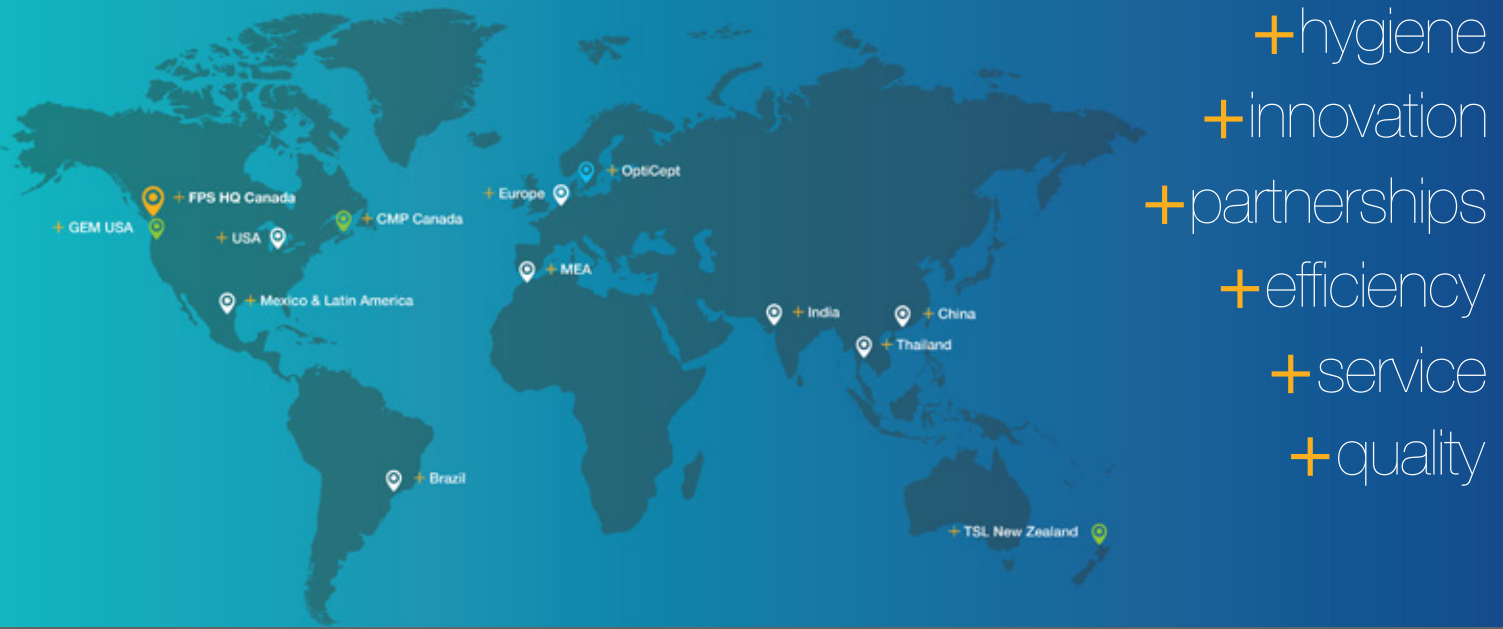 +hygiene
+innovation
+partnerships
+efficiency
+service
+quality
+ OptiCept
+ Europe
+ FPS HQ Canada
+ CMP Canada
+ GEM USA
+ USA
+ MEA
+ Mexico & Latin America
+ India
+ China
+ Thailand
+ Brazil
+ TSL New Zealand